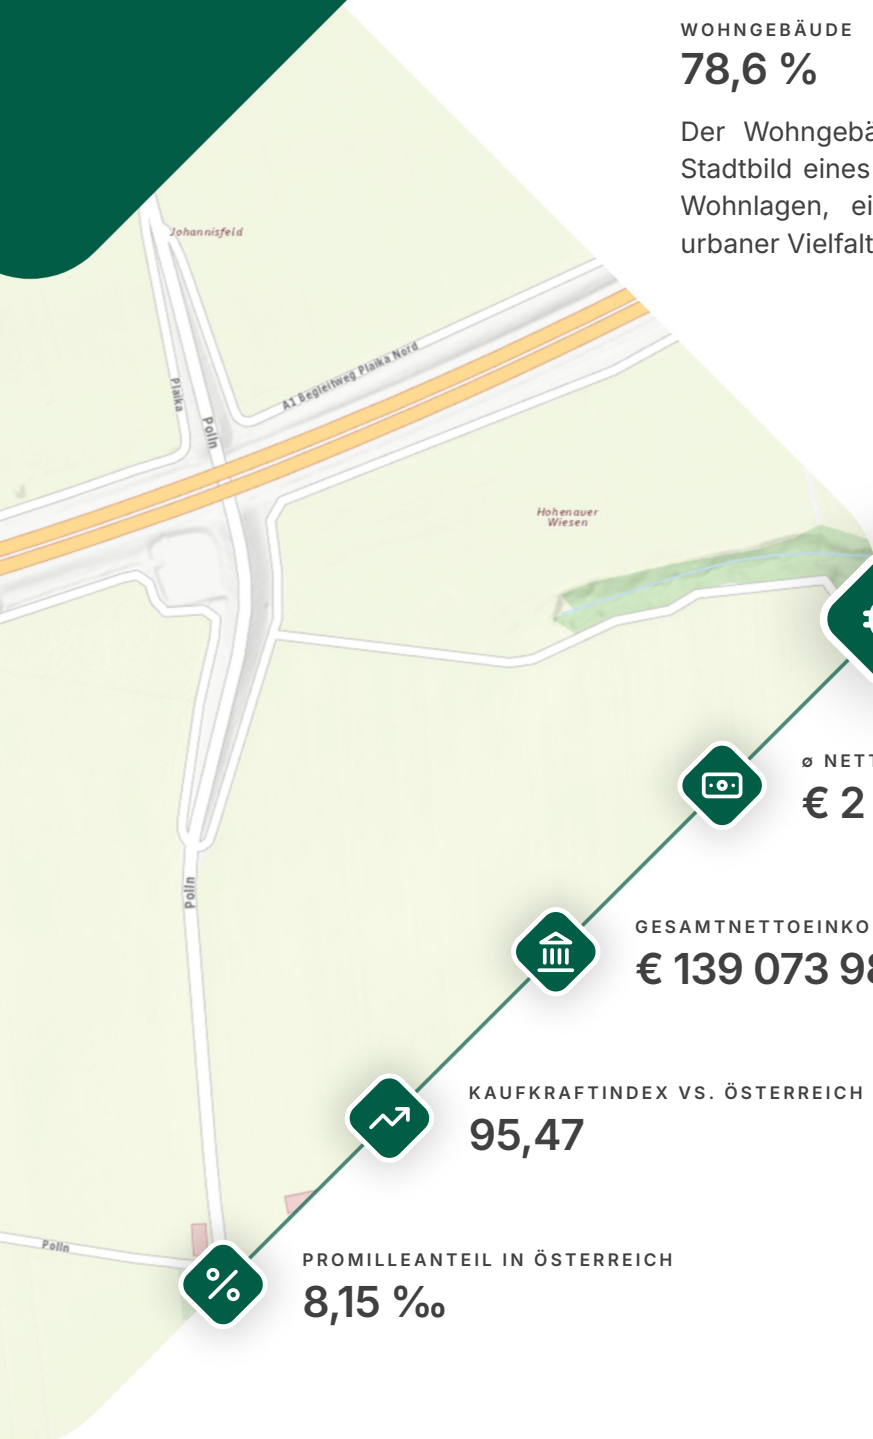 WOHNGEBÄUDE
78,6 %
Der Wohngebä
Stadtbild eines
Wohnlagen, ei
urbaner Vielfalt
Johannisfeld
A1 Begleitweg Plaika Nord
Plaika
Polln
Hohenauer
Wiesen
ø NETT
€ 2
Polln
GESAMTNETTOEINKO
€ 139 073 98
KAUFKRAFTINDEX VS. ÖSTERREICH
95,47
Polln
PROMILLEANTEIL IN ÖSTERREICH
8,15 ‰